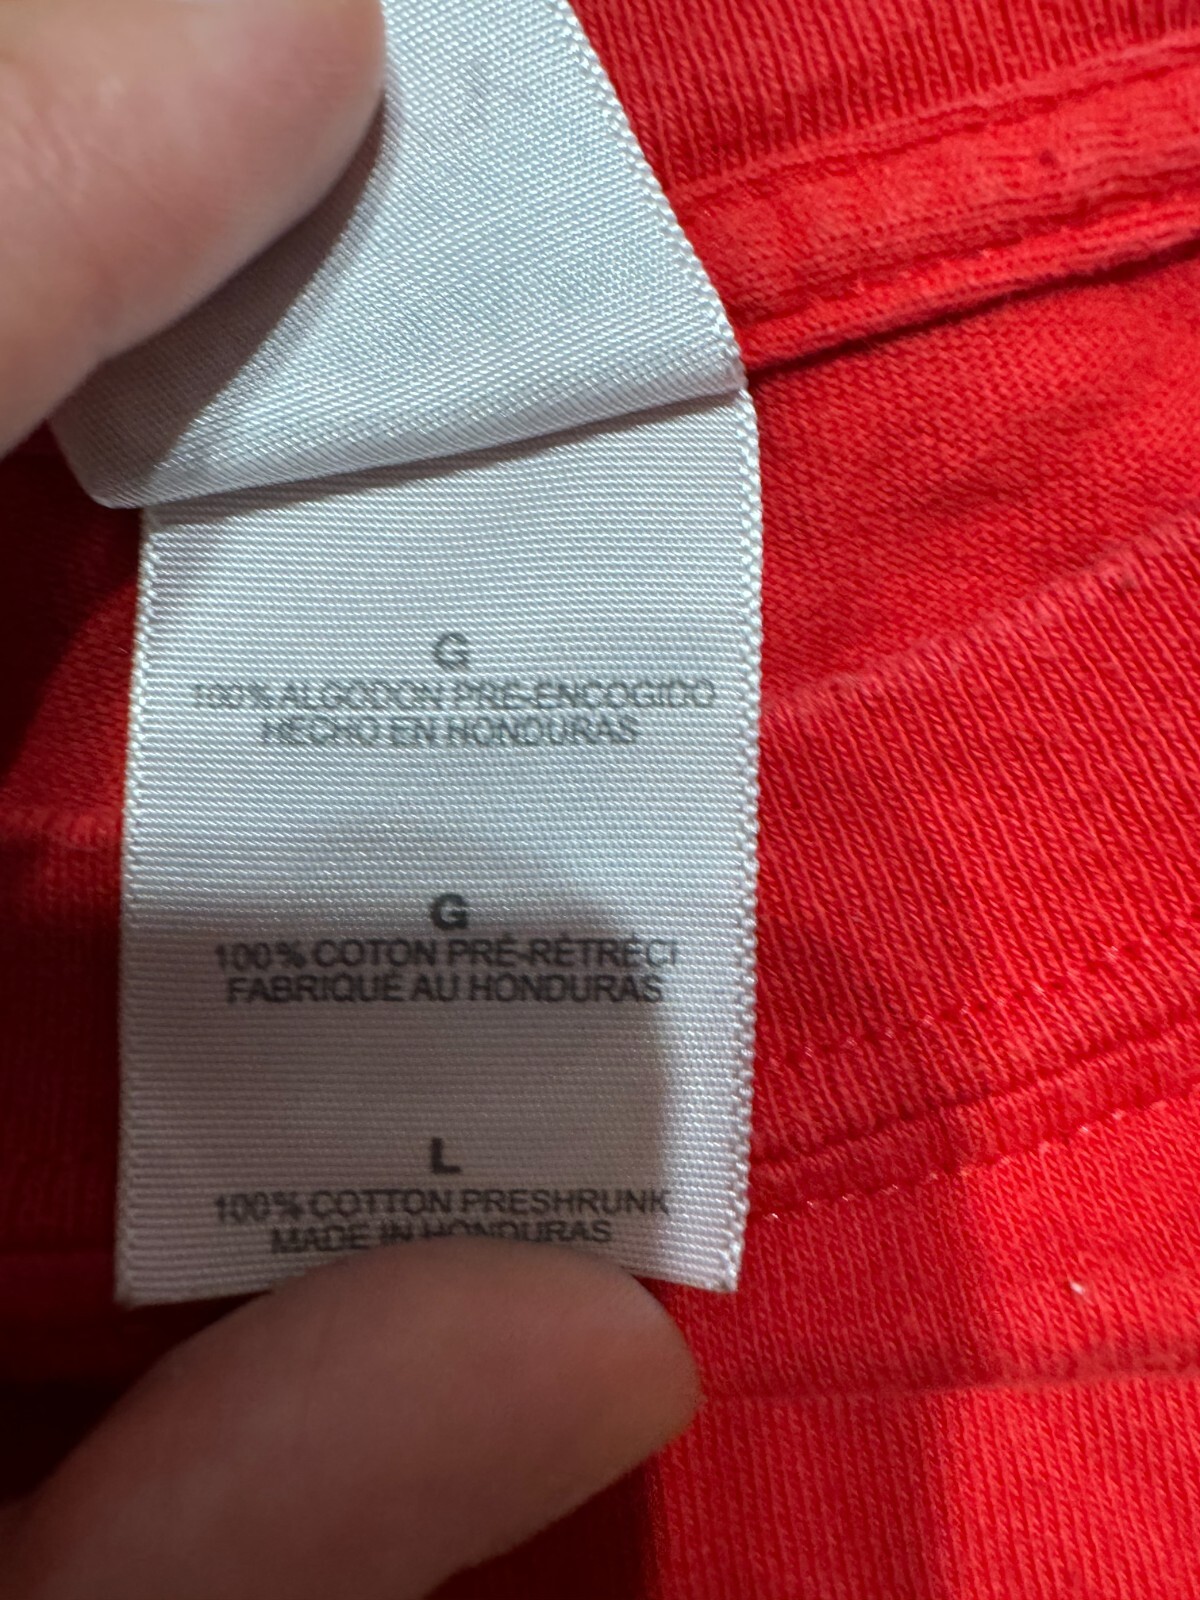 G
100% ALGODON PRE-ENCOGIDO
HECHO EN HONDURAS
G
100% COTON PRÉ-RÉTRÉCI
FABRIQUÉ AU HONDURAS
L
100% COTTON PRESHRUNK
MADE IN HONDURAS